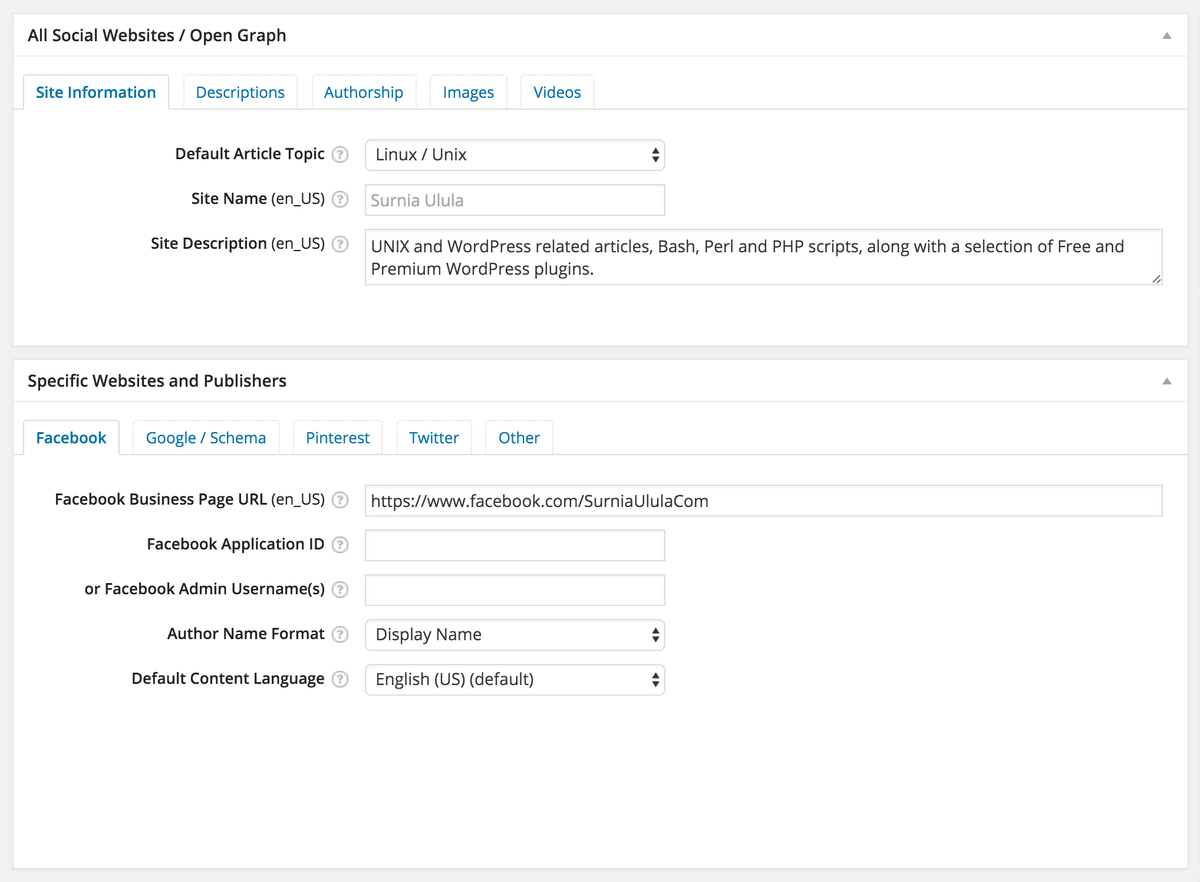 All Social Websites / Open Graph
Site Information Descriptions Authorship Images Videos
Default Article Topic ? Linux / Unix
Site Name (en_US) ? Surnia Ulula
Site Description (en_US) ? UNIX and WordPress related articles, Bash, Perl and PHP scripts, along with a selection of Free and
Premium WordPress plugins.
Specific Websites and Publishers
Facebook Google / Schema Pinterest Twitter Other
Facebook Business Page URL (en_US) ? https://www.facebook.com/SurniaUlulaCom
Facebook Application ID ?
or Facebook Admin Username(s) ?
Author Name Format ? Display Name
Default Content Language ? English (US) (default)